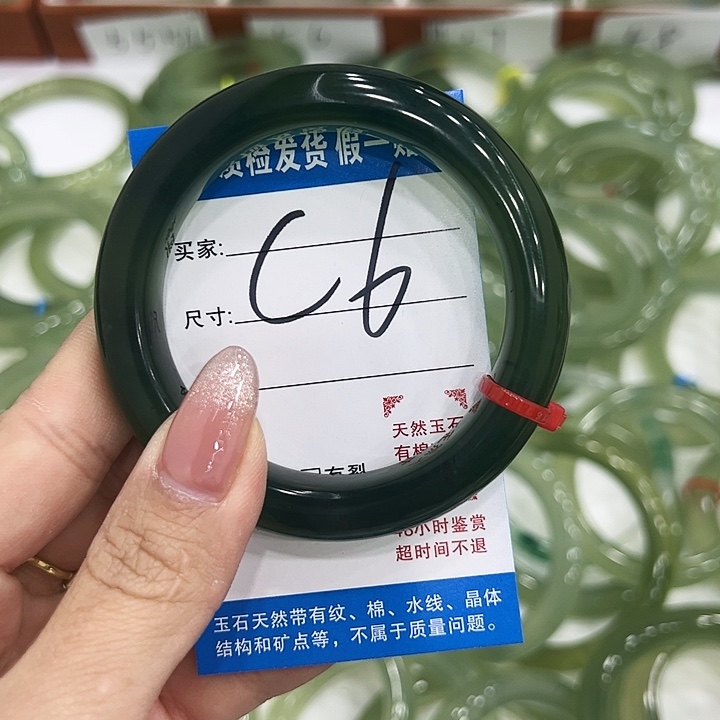 质检发货 假一赔
买家:
C6
尺寸:
有裂
天然玉石
有棉
48小时鉴赏
超时间不退
玉石天然带有纹、棉、水线、晶体
结构和矿点等，不属于质量问题。